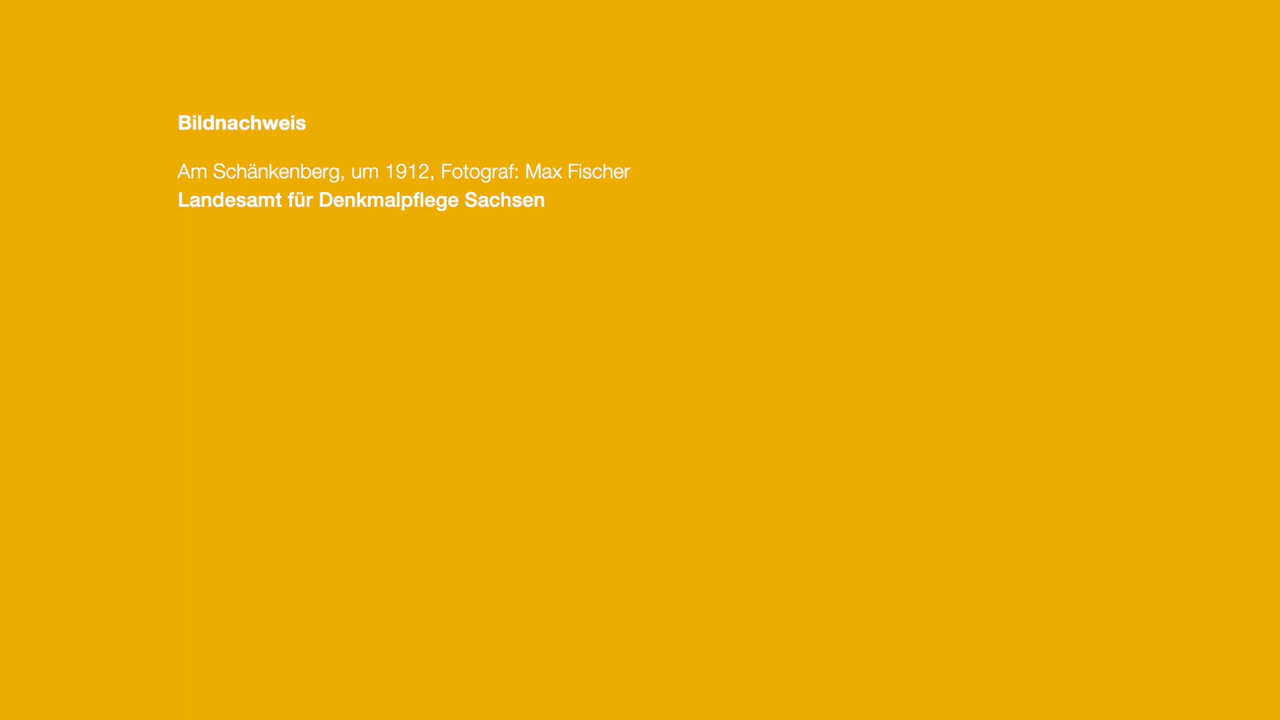 Bildnachweis
Am Schänkenberg, um 1912, Fotograf: Max Fischer
Landesamt für Denkmalpflege Sachsen